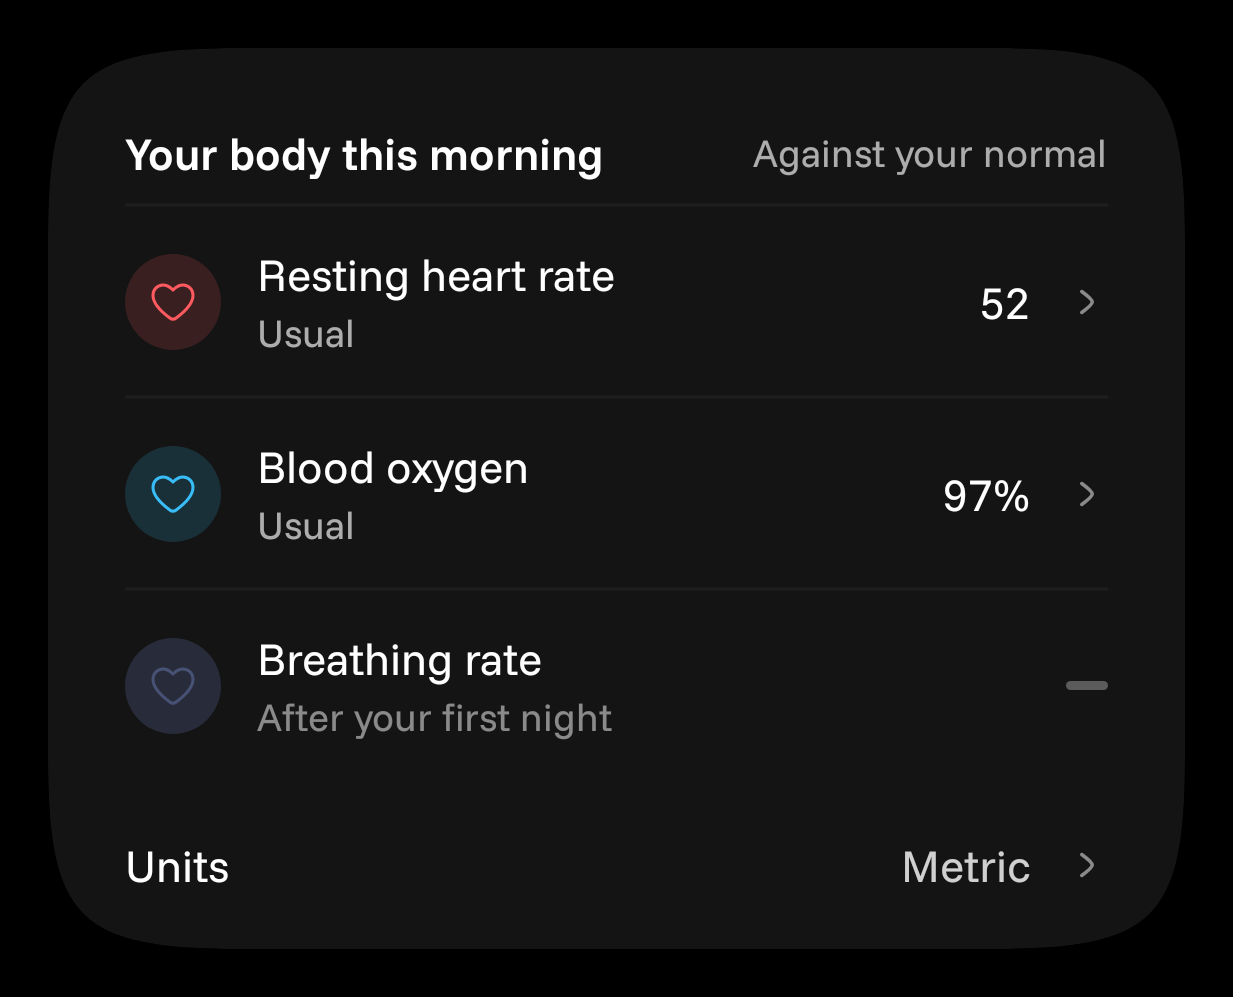 Your body this morning
Against your normal
Resting heart rate
Usual
52
Blood oxygen
Usual
97%
Breathing rate
After your first night
Units
Metric